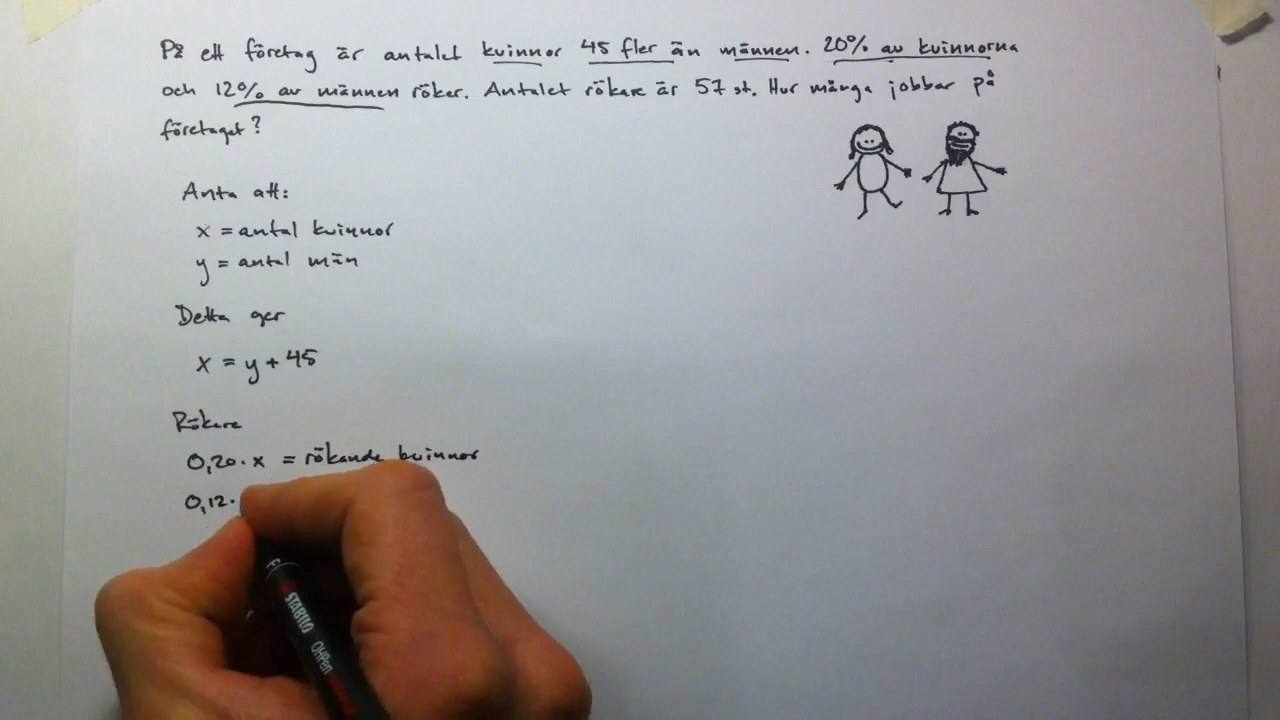 På ett företag är antalet kvinnor 45 fler än männen. 20% av kvinnorna
och 12% av männen röker. Antalet rökare är 57 st. Hur många jobbar på
företaget?
Anta att:
x = antal kvinnor
y = antal män
Detta ger
x = y + 45
Rökare
0,20 · x = rökande kvinnor
0,12 ·
STABILO OHPen